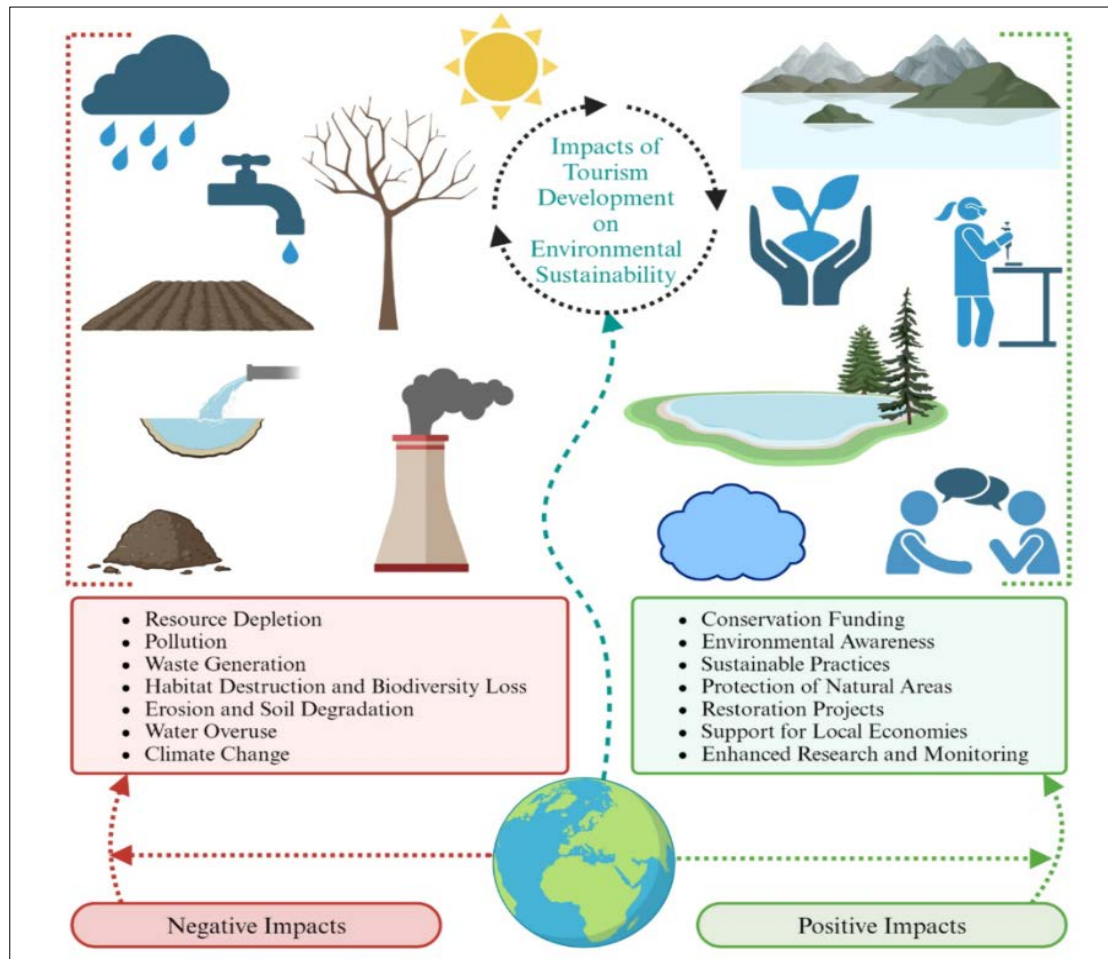 Impacts of
Tourism
Development
on
Environmental
Sustainability
• Resource Depletion
• Pollution
• Waste Generation
• Habitat Destruction and Biodiversity Loss
• Erosion and Soil Degradation
• Water Overuse
• Climate Change
• Conservation Funding
• Environmental Awareness
• Sustainable Practices
• Protection of Natural Areas
• Restoration Projects
• Support for Local Economies
• Enhanced Research and Monitoring
Negative Impacts
Positive Impacts